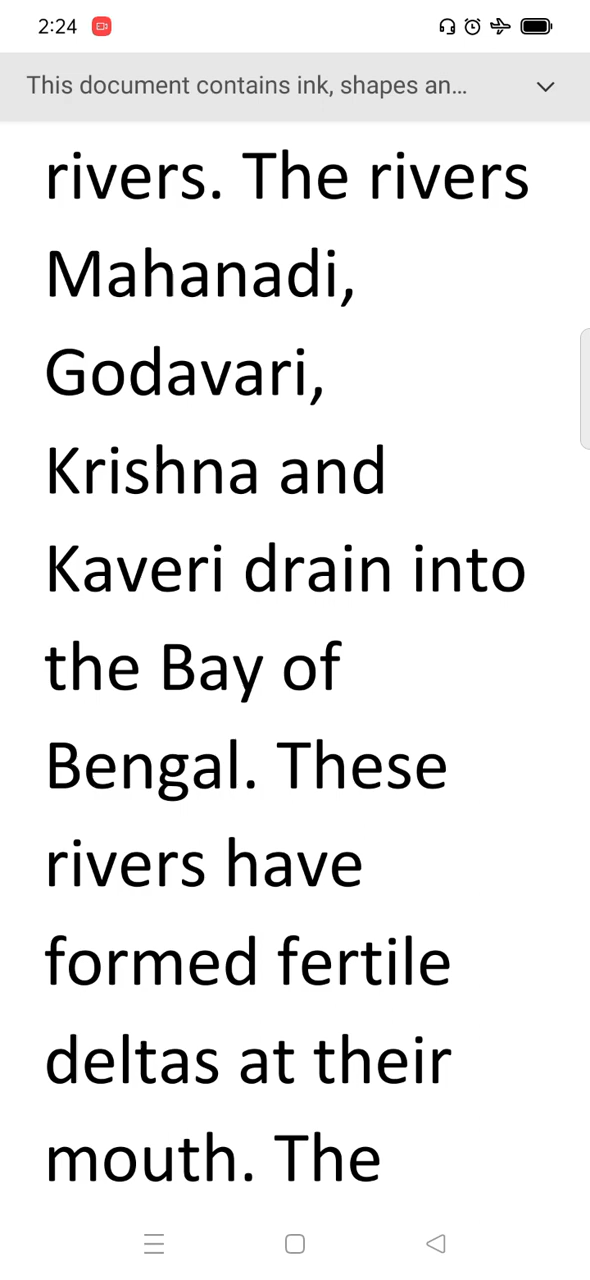 2:24
This document contains ink, shapes an...
rivers. The rivers
Mahanadi,
Godavari,
Krishna and
Kaveri drain into
the Bay of
Bengal. These
rivers have
formed fertile
deltas at their
mouth. The